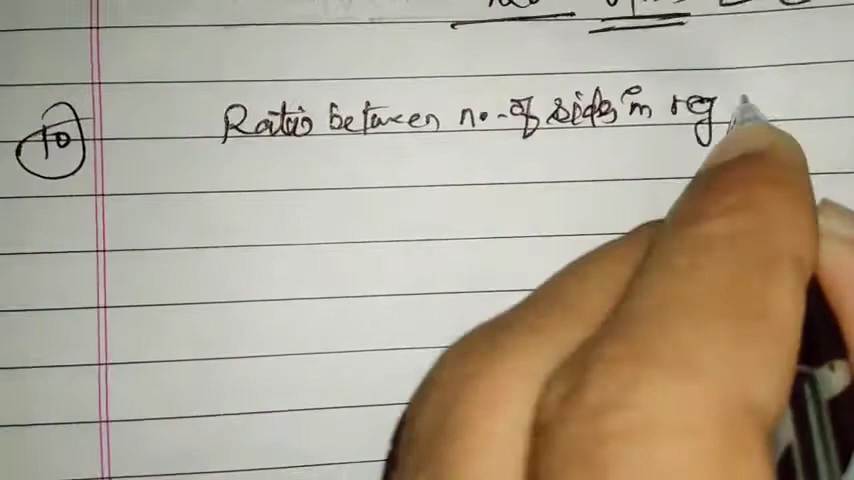 10 Ratio between no. of sides in reg